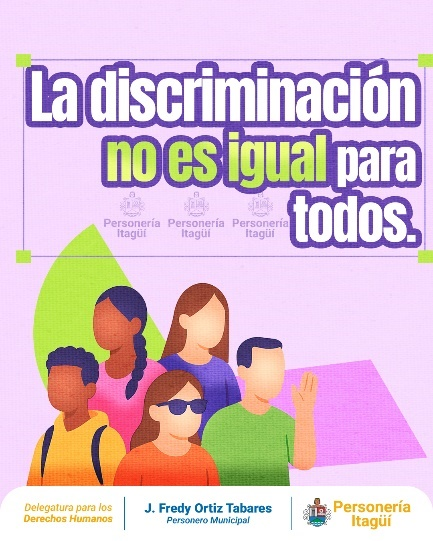 La discriminación
no es igual para
todos.
Personería Personería Personería
Itagüí Itagüí Itagüí
Delegatura para los
Derechos Humanos
J. Fredy Ortiz Tabares
Personero Municipal
Personería
Itagüí